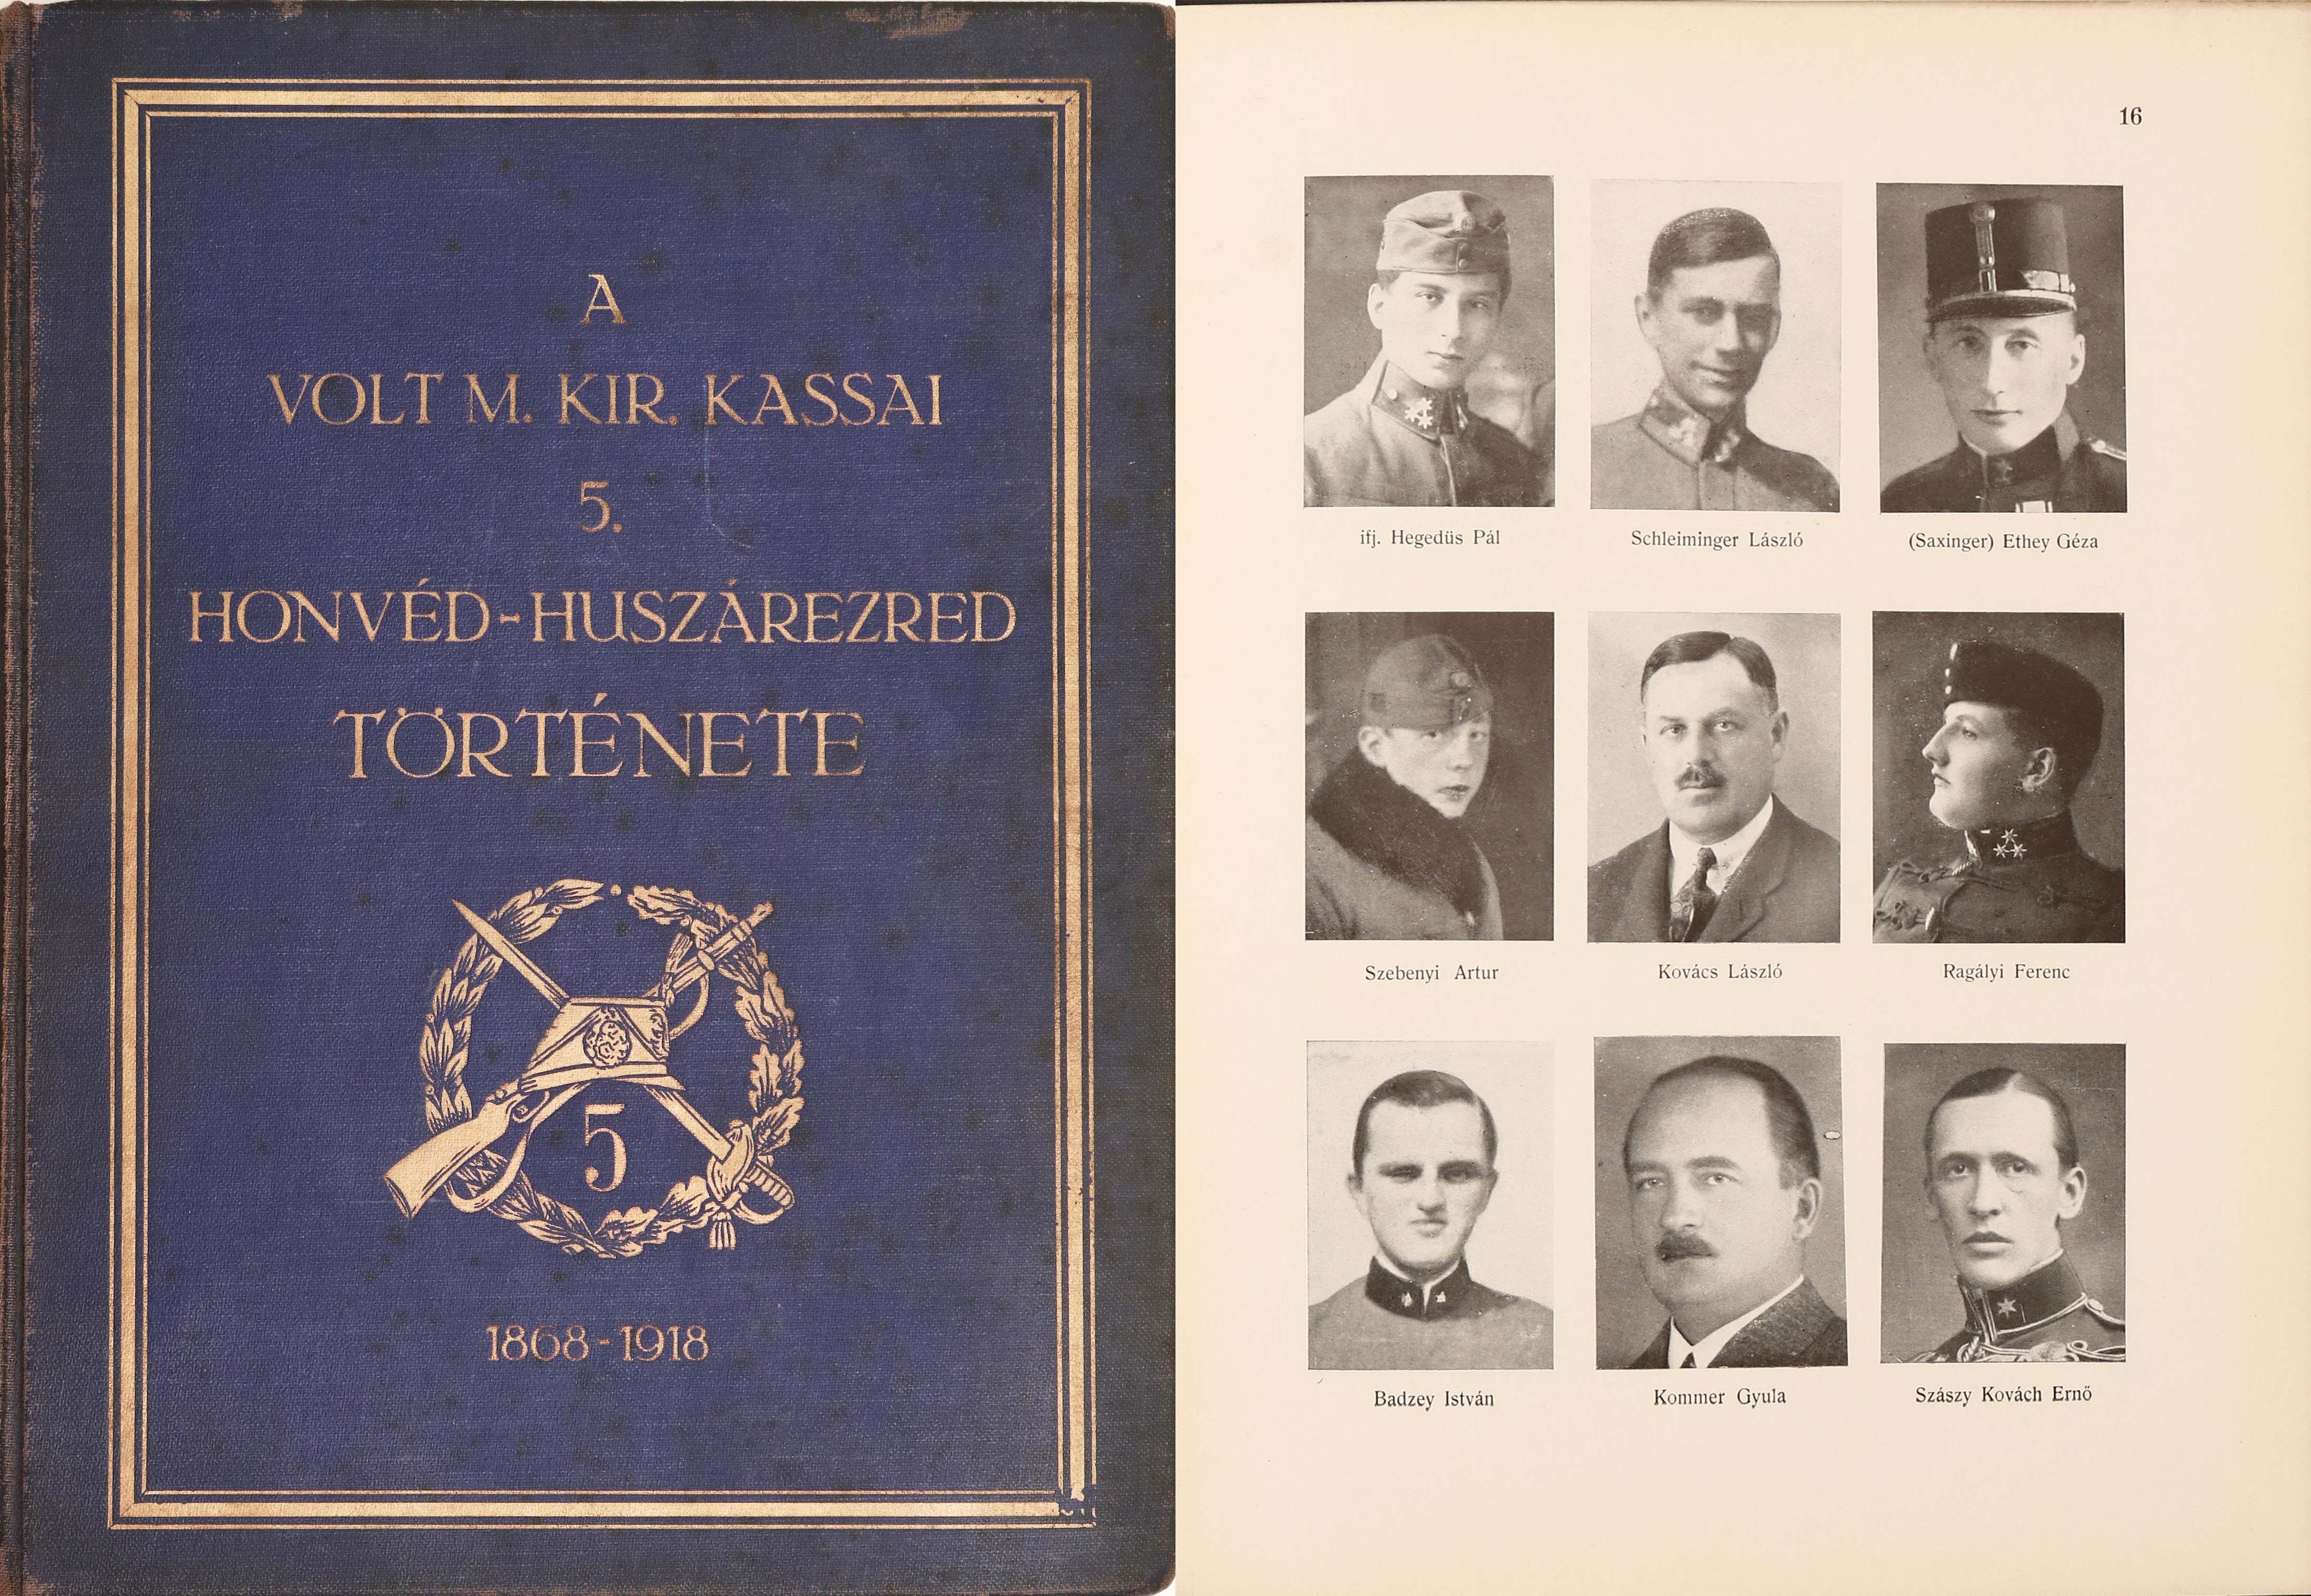 A
VOLT M. KIR. KASSAI
5.
HONVÉD-HUSZÁREZRED
TÖRTÉNETE
5
1868-1918
16
ifj. Hegedüs Pál
Schleiminger László
(Saxinger) Ethey Géza
Szebenyi Artur
Kovács László
Ragályi Ferenc
Badzey István
Kommer Gyula
Szászy Kovách Ernő